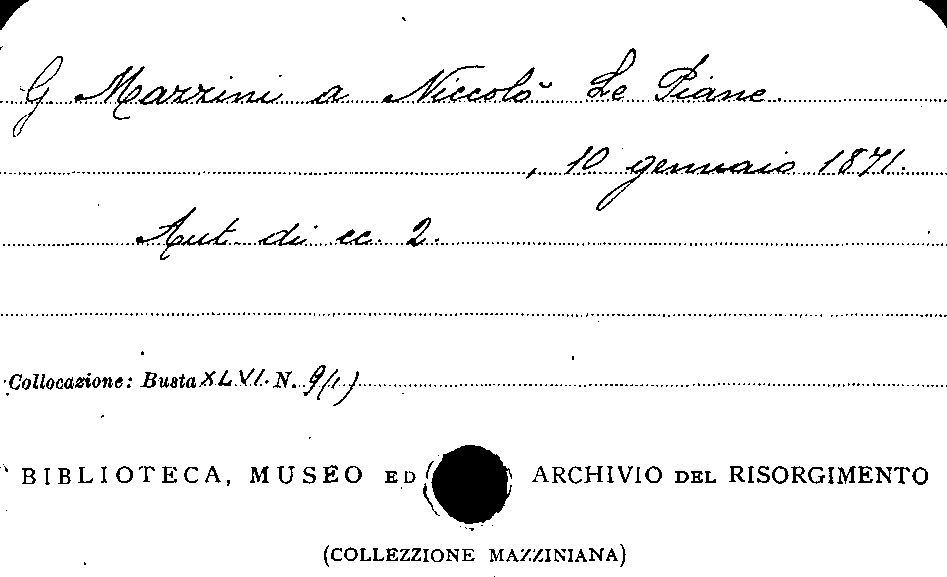 G. Mazzini a Niccolò Le Piane.
, 10 gennaio 1871.
Aut. di cc. 2.
Collocazione: Busta XLVI. N. 9(1)
BIBLIOTECA, MUSEO ED ARCHIVIO DEL RISORGIMENTO
(COLLEZZIONE MAZZINIANA)